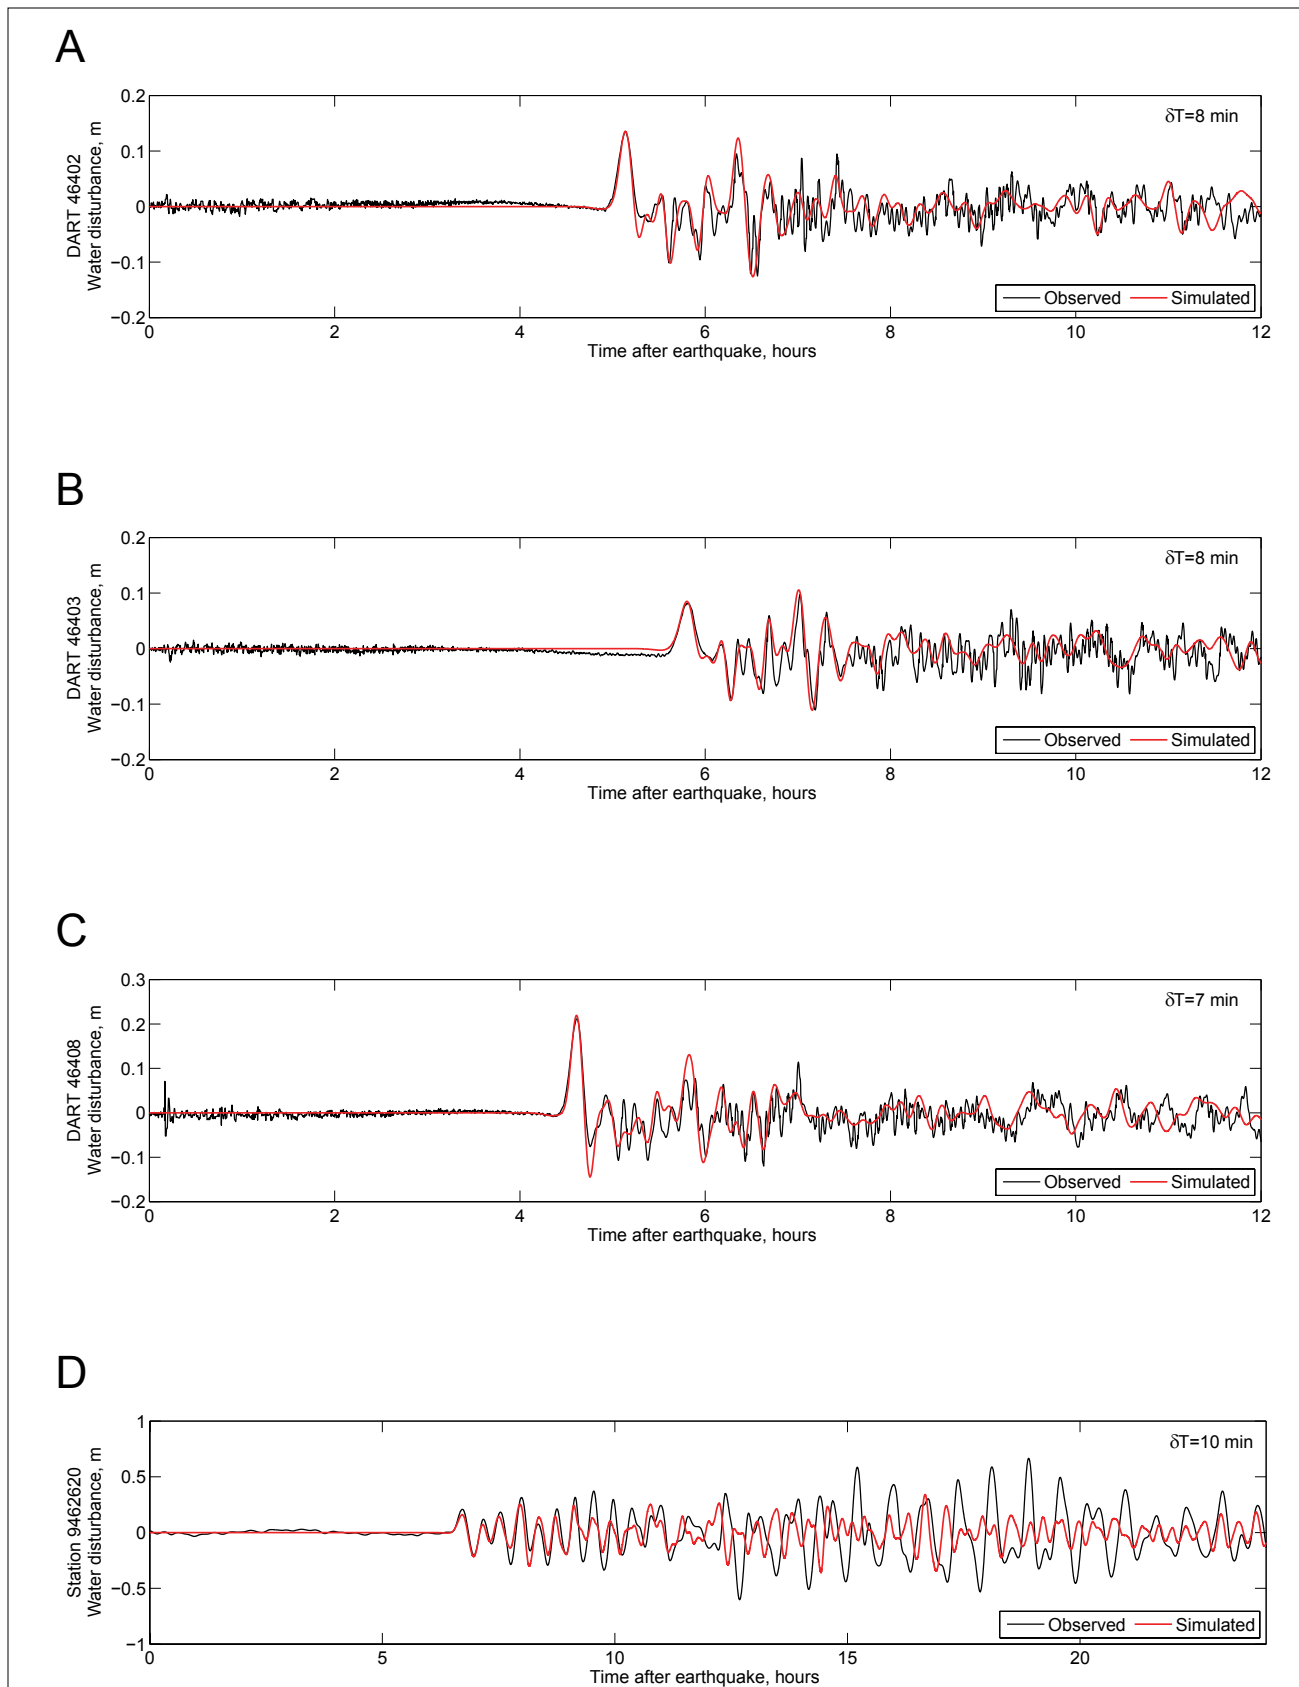 A
DART 46402
Water disturbance, m
0.2
0.1
0
−0.1
−0.2
δT=8 min
Observed Simulated
0 2 4 6 8 10 12
Time after earthquake, hours
B
DART 46403
Water disturbance, m
0.2
0.1
0
−0.1
−0.2
δT=8 min
Observed Simulated
0 2 4 6 8 10 12
Time after earthquake, hours
C
DART 46408
Water disturbance, m
0.3
0.2
0.1
0
−0.1
−0.2
δT=7 min
Observed Simulated
0 2 4 6 8 10 12
Time after earthquake, hours
D
Station 9462620
Water disturbance, m
1
0.5
0
−0.5
−1
δT=10 min
Observed Simulated
0 5 10 15 20
Time after earthquake, hours